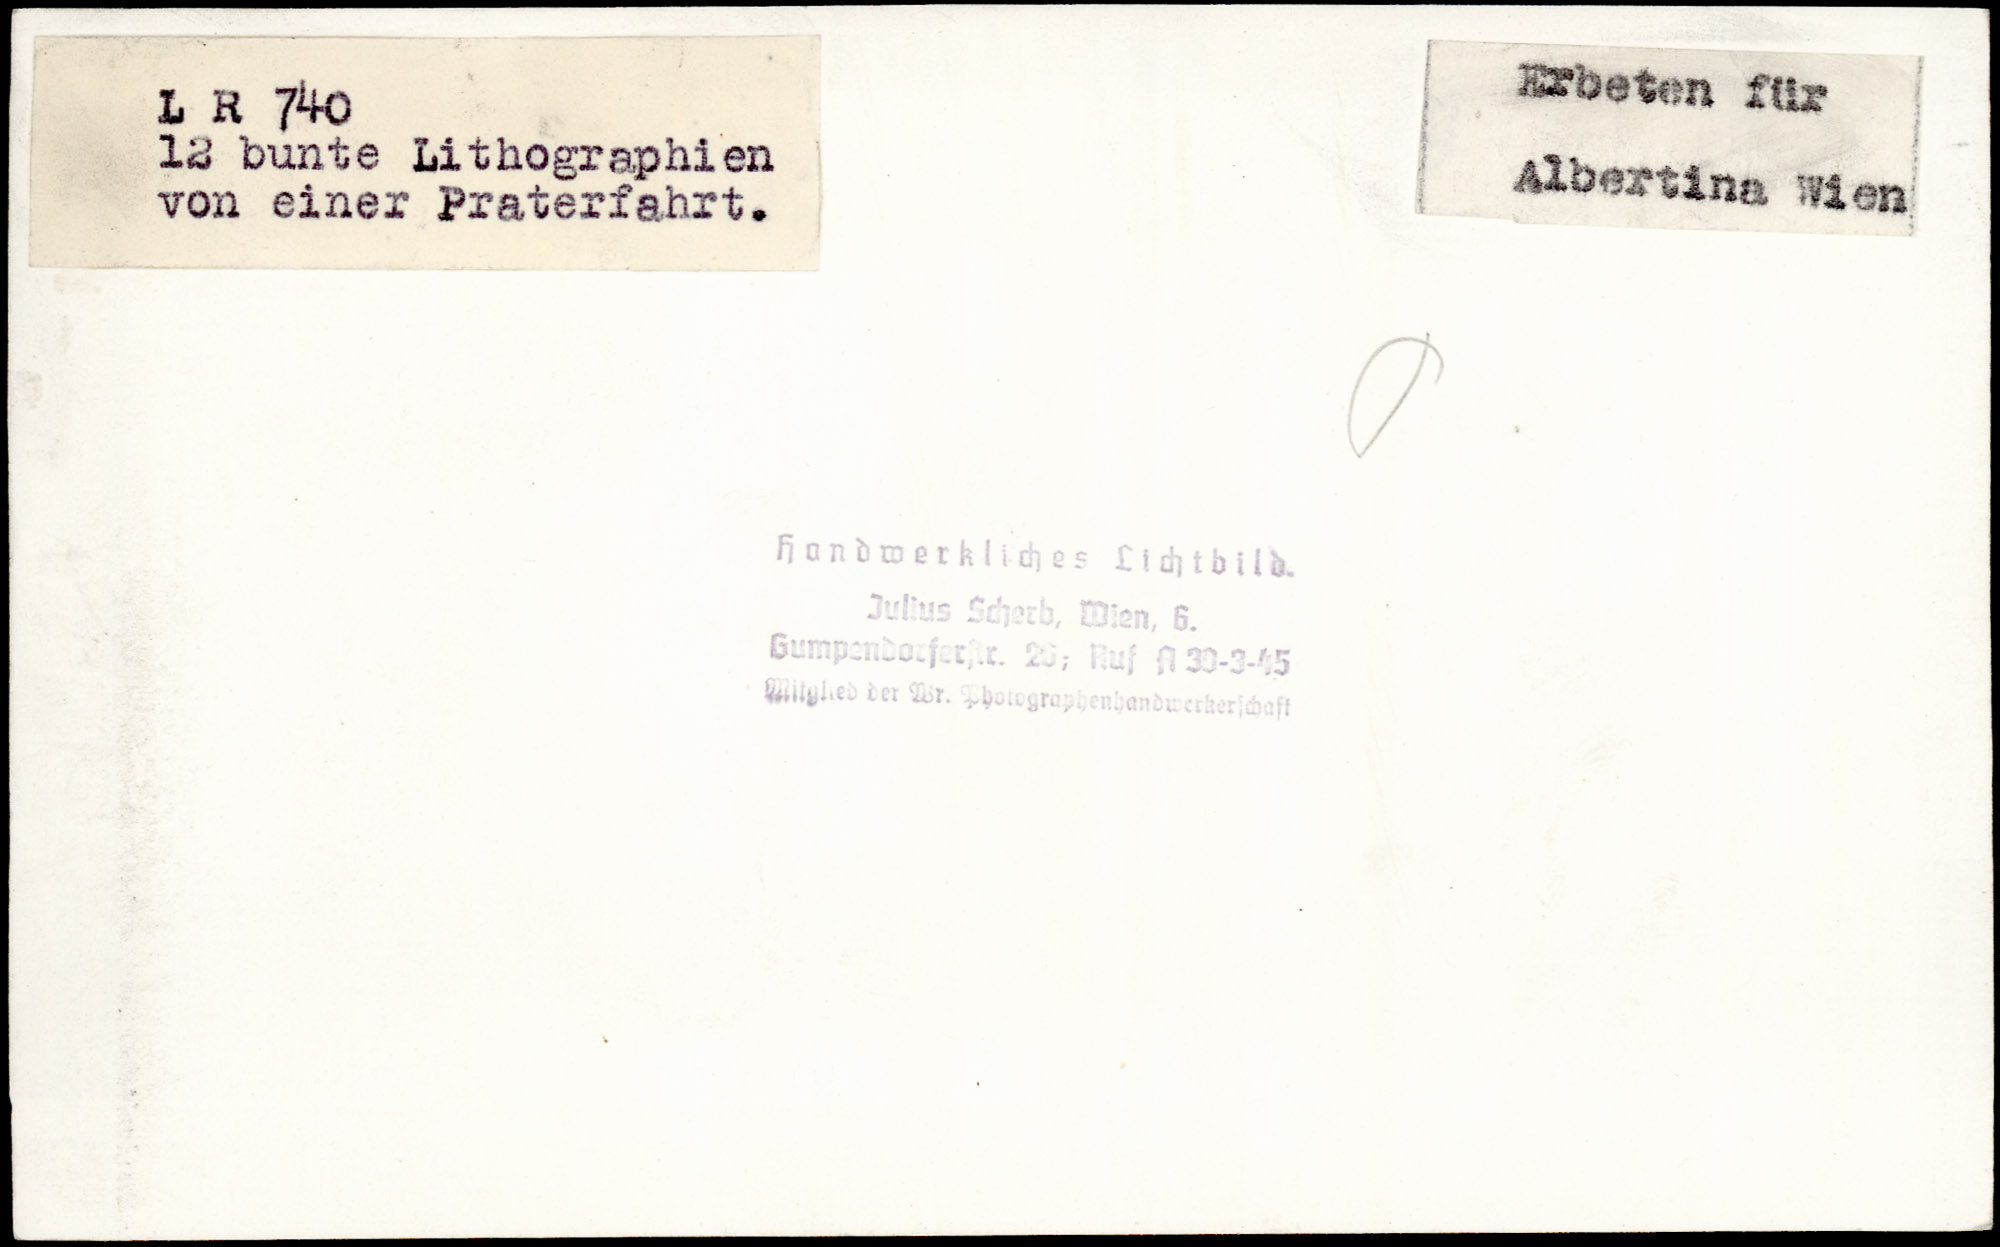 L R 740
12 bunte Lithographien
von einer Praterfahrt.
Erbeten für
Albertina Wien
Handwerkliches Lichtbild.
Julius Scherb, Wien, 6.
Gumpendorferstr. 26; Ruf A 30-3-45
Mitglied der Wr. Photographenhandwerkerschaft